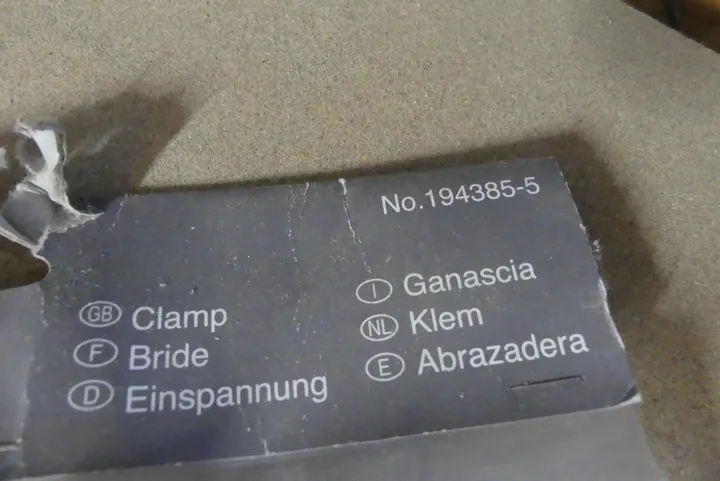 No.194385-5
GB Clamp
F Bride
D Einspannung
I Ganascia
NL Klem
E Abrazadera